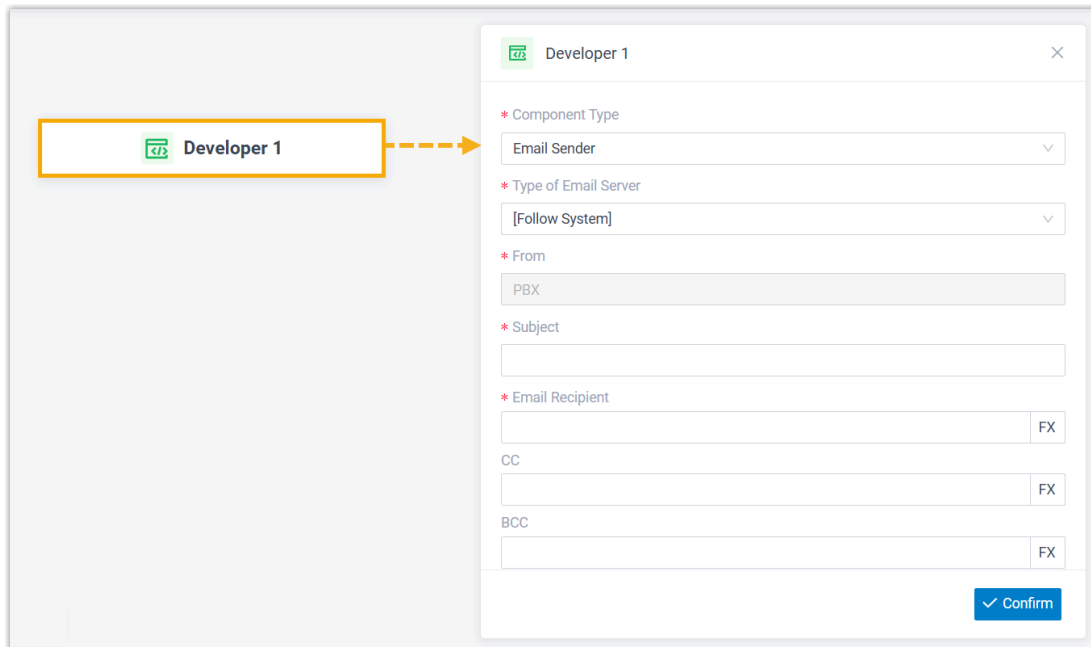 Developer 1
Developer 1
* Component Type
Email Sender
* Type of Email Server
[Follow System]
* From
PBX
* Subject
* Email Recipient
FX
CC
FX
BCC
FX
Confirm